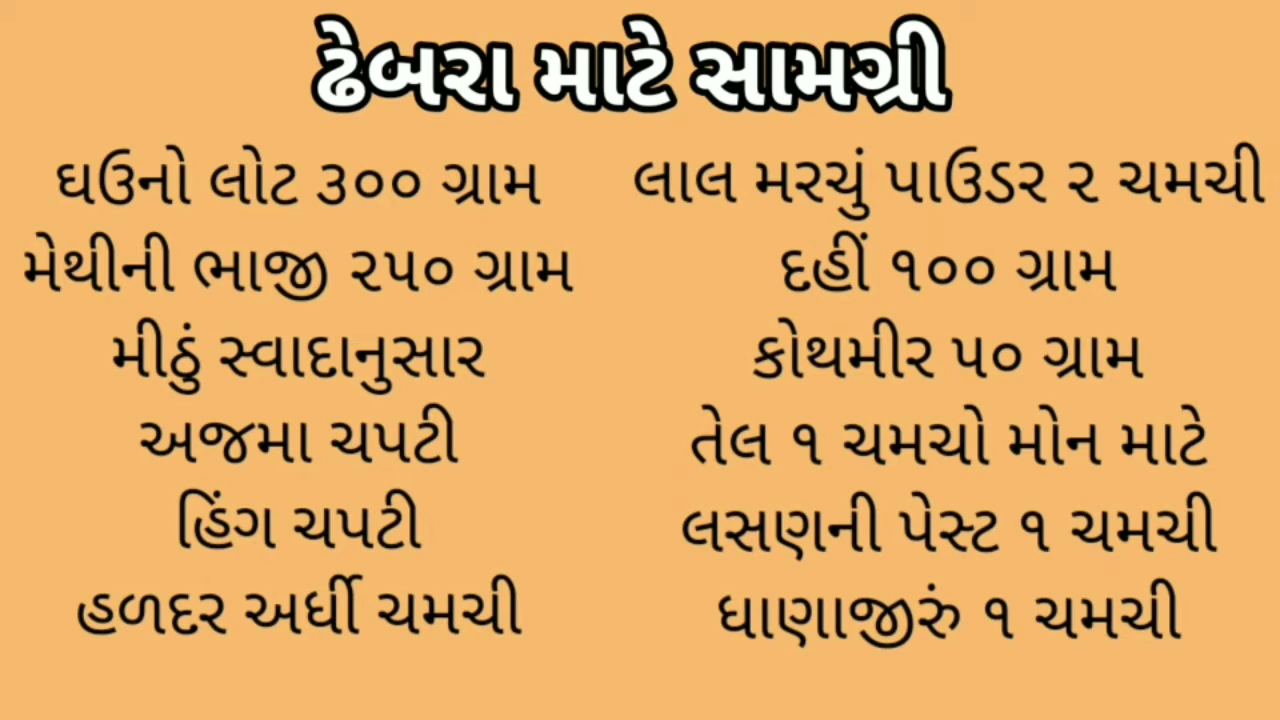 ઢેબરા માટે સામગ્રી
ઘઉનો લોટ ૩૦૦ ગ્રામ
મેથીની ભાજી ૨૫૦ ગ્રામ
મીઠું સ્વાદાનુસાર
અજમા ચપટી
હિંગ ચપટી
હળદર અર્ધી ચમચી
લાલ મરચું પાઉડર ૨ ચમચી
દહીં ૧૦૦ ગ્રામ
કોથમીર ૫૦ ગ્રામ
તેલ ૧ ચમચો મોન માટે
લસણની પેસ્ટ ૧ ચમચી
ધાણાજીરું ૧ ચમચી